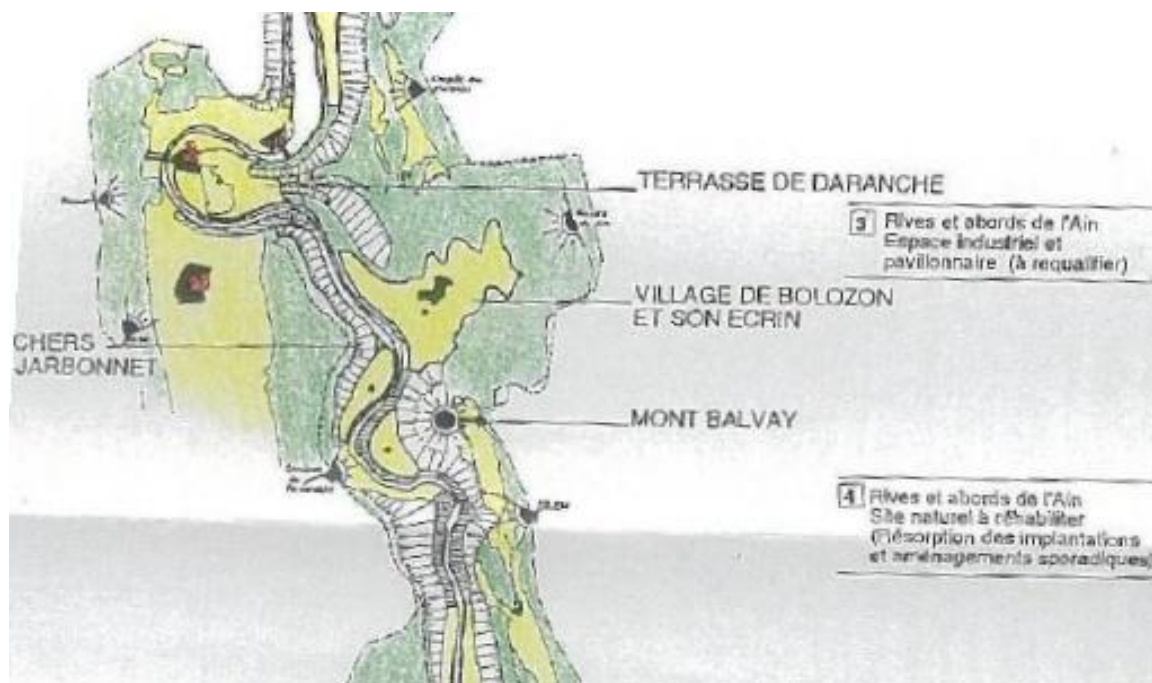 TERRASSE DE DARANCHE
3 Rives et abords de l'Ain
Espace industriel et
pavillonnaire (à requalifier)
VILLAGE DE BOLOZON
ET SON ECRIN
CHERS
JARBONNET
MONT BALVAY
4 Rives et abords de l'Ain
Site naturel à réhabiliter
(Résorption des implantations
et aménagements sporadiques)